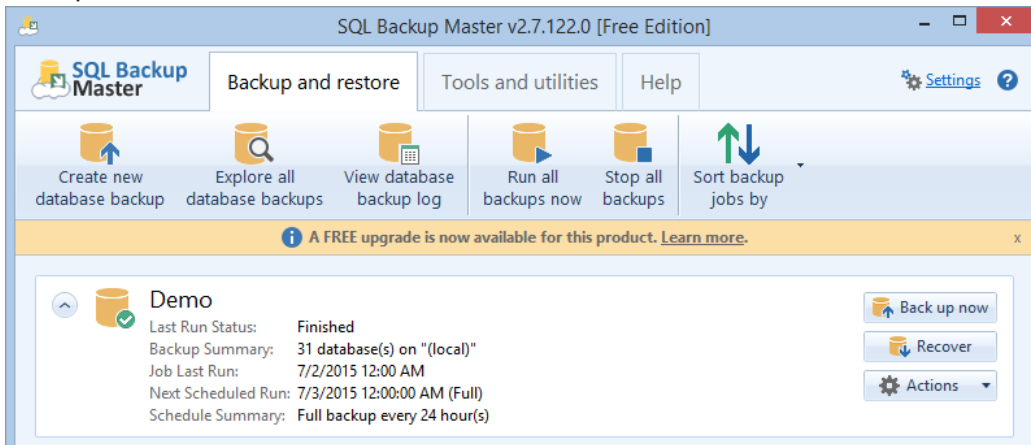 SQL Backup Master v2.7.122.0 [Free Edition]
SQL Backup
Master
Backup and restore
Tools and utilities
Help
Settings
Create new
database backup
Explore all
database backups
View database
backup log
Run all
backups now
Stop all
backups
Sort backup
jobs by
A FREE upgrade is now available for this product. Learn more.
x
Demo
Last Run Status: Finished
Backup Summary: 31 database(s) on "(local)"
Job Last Run: 7/2/2015 12:00 AM
Next Scheduled Run: 7/3/2015 12:00:00 AM (Full)
Schedule Summary: Full backup every 24 hour(s)
Back up now
Recover
Actions